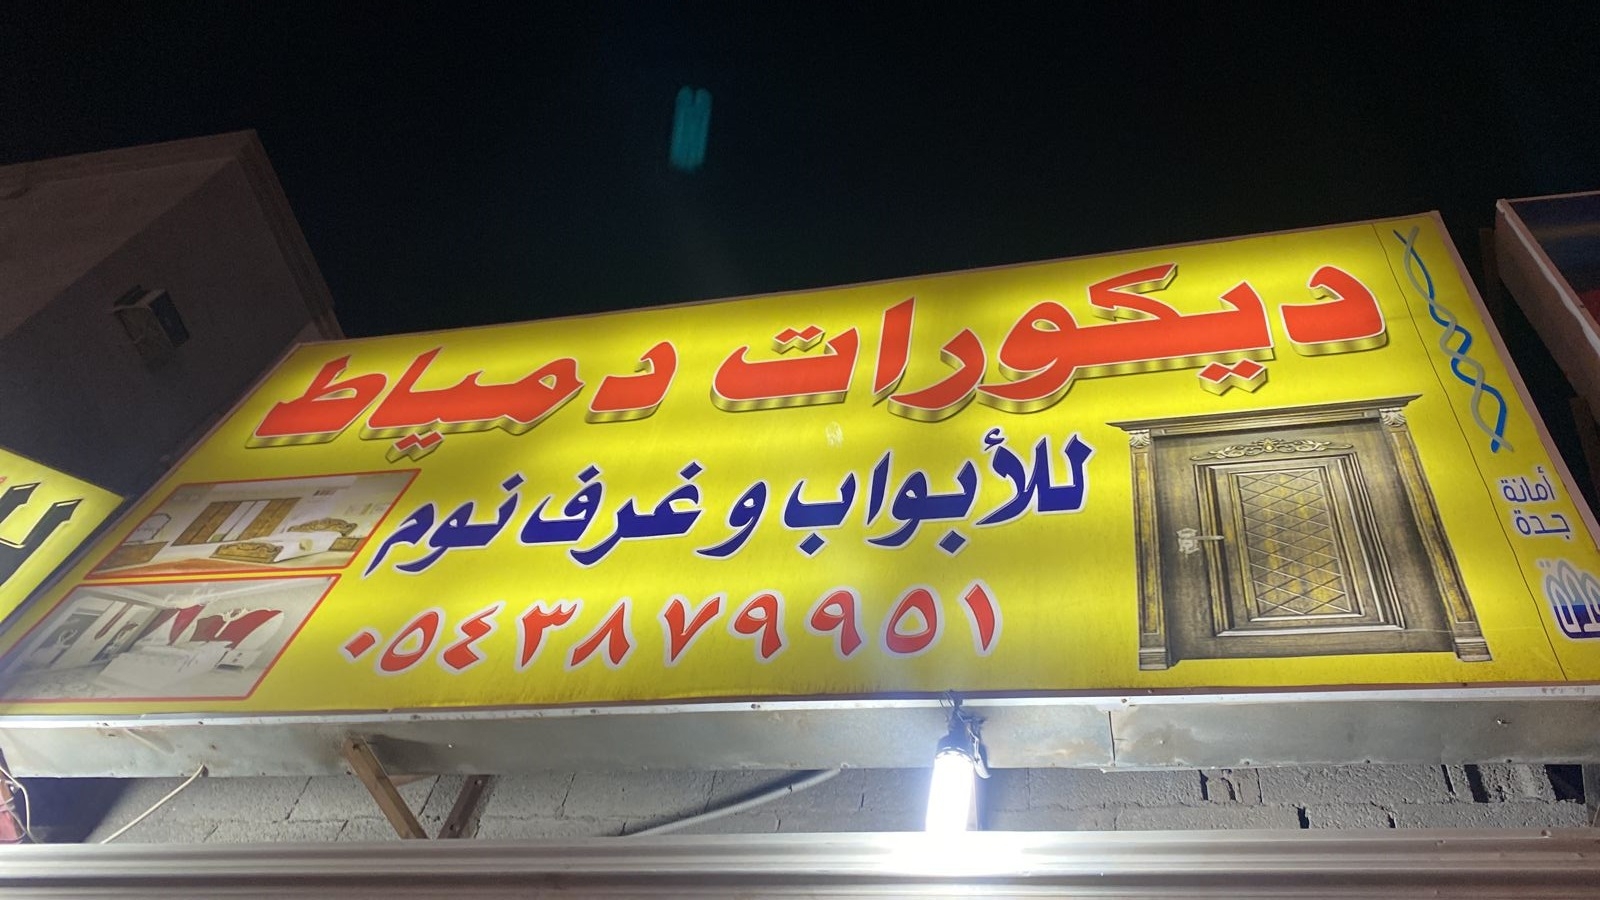 ديكورات دمياط
للأبواب و غرف نوم
٠٥٤٣٨٧٩٩٥١
أمانة
جدة